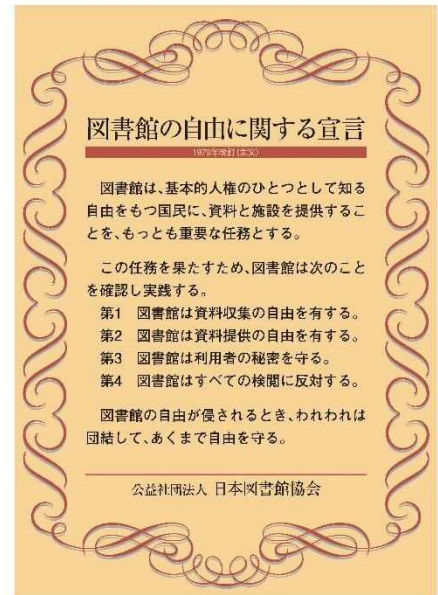 図書館の自由に関する宣言
1979年改訂(主文)
図書館は、基本的人権のひとつとして知る
自由をもつ国民に、資料と施設を提供するこ
とを、もっとも重要な任務とする。
この任務を果たすため、図書館は次のこと
を確認し実践する。
第1 図書館は資料収集の自由を有する。
第2 図書館は資料提供の自由を有する。
第3 図書館は利用者の秘密を守る。
第4 図書館はすべての検閲に反対する。
図書館の自由が侵されるとき、われわれは
団結して、あくまで自由を守る。
公益社団法人 日本図書館協会